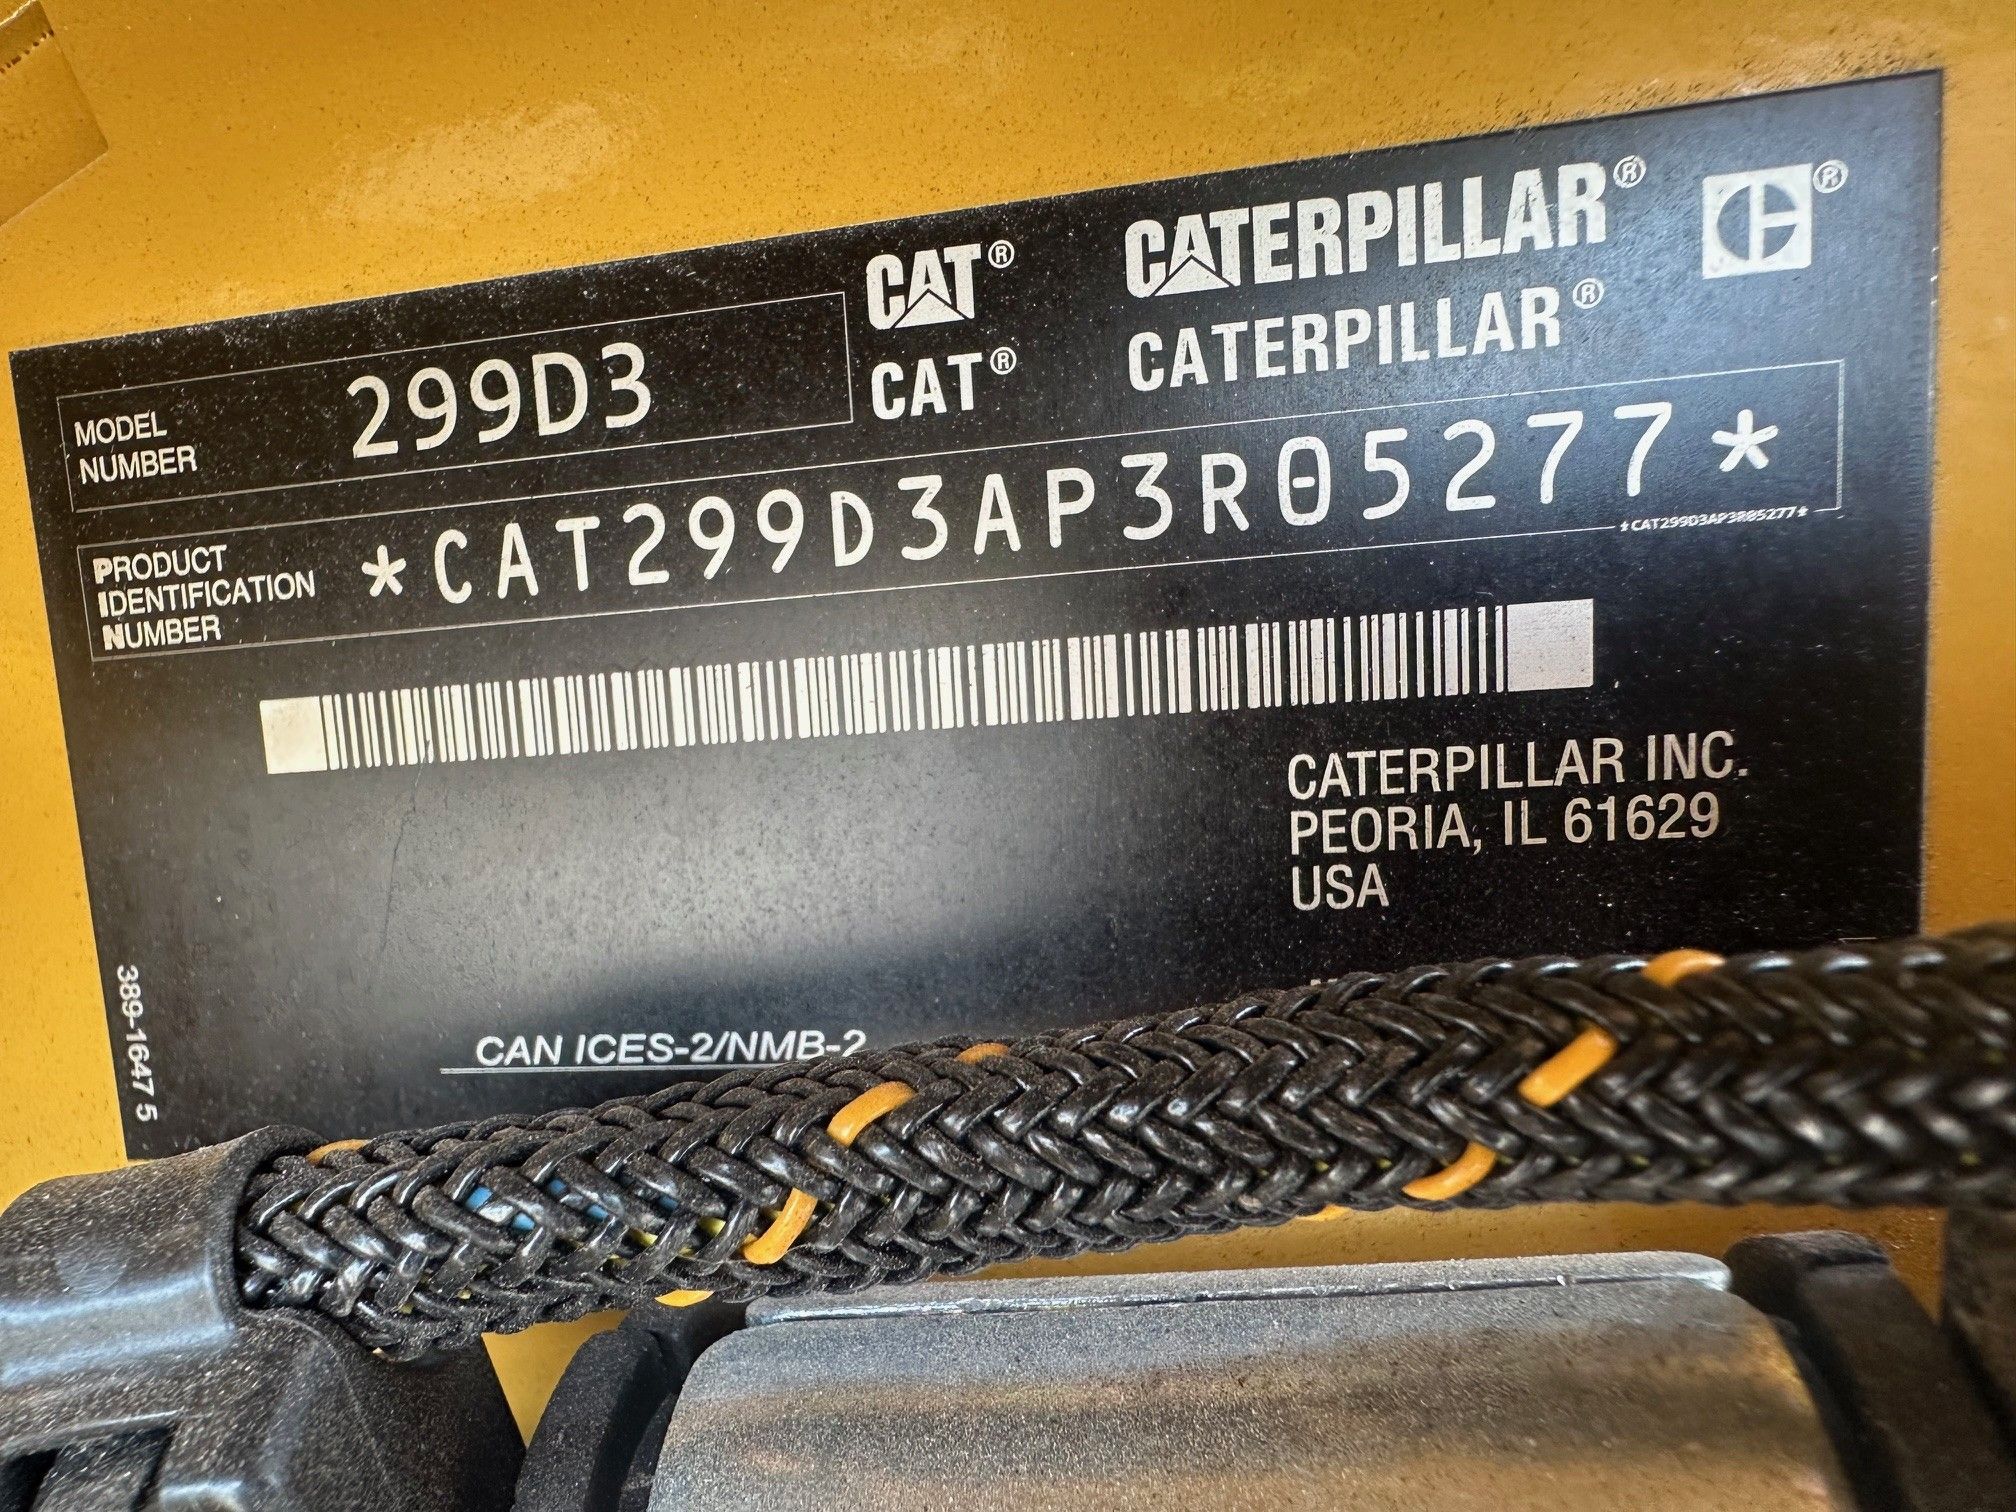 CAT® CATERPILLAR® C®
CAT® CATERPILLAR®
MODEL
NUMBER
299D3
PRODUCT
IDENTIFICATION
NUMBER
*CAT299D3AP3R05277*
*CAT299D3AP3R05277*
CATERPILLAR INC.
PEORIA, IL 61629
USA
CAN ICES-2/NMB-2
389-1647 5